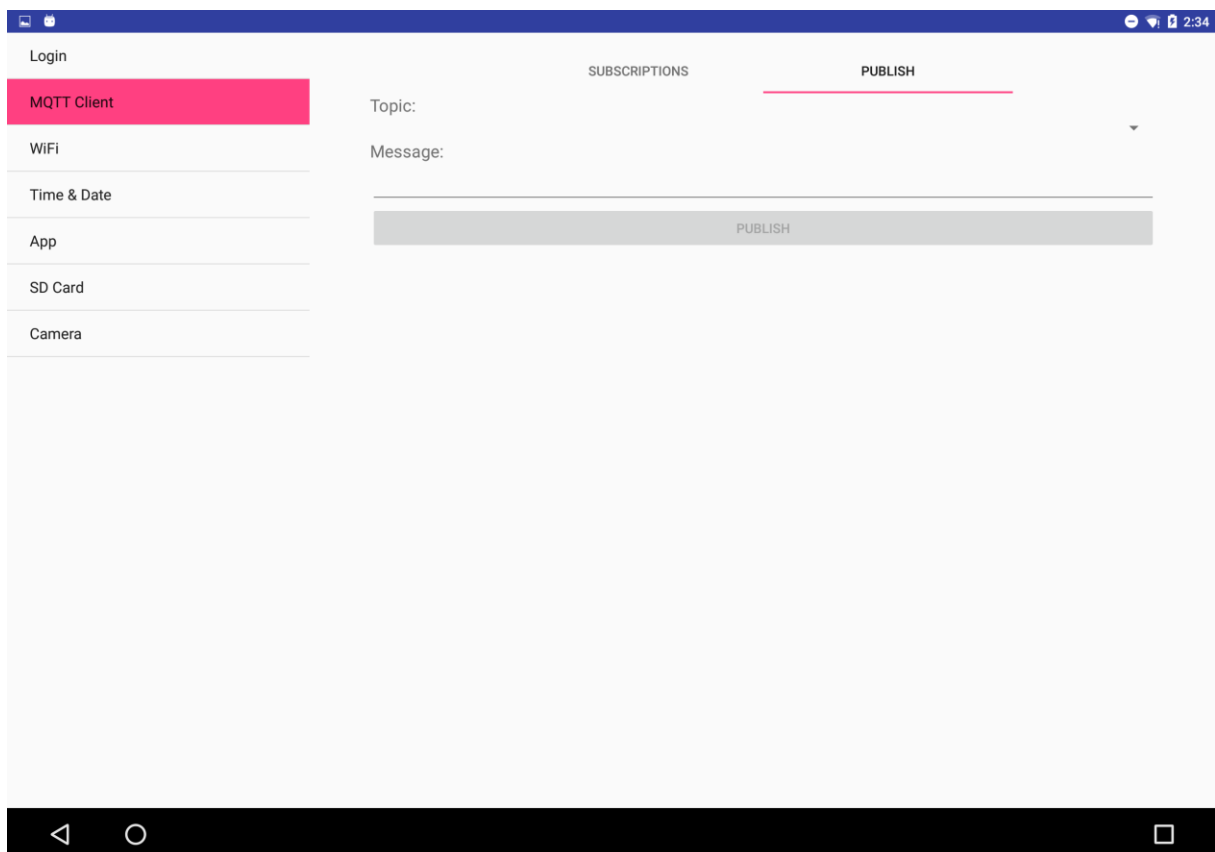 2:34
Login
MQTT Client
WiFi
Time & Date
App
SD Card
Camera
SUBSCRIPTIONS
PUBLISH
Topic:
Message:
PUBLISH